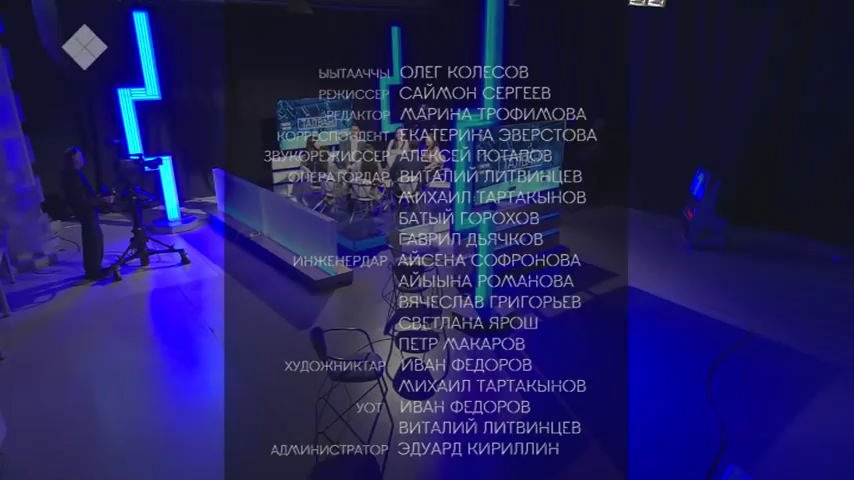 ЫЫТААЧЧЫ ОЛЕГ КОЛЕСОВ
РЕЖИССЕР САЙМОН СЕРГЕЕВ
РЕДАКТОР МАРИНА ТРОФИМОВА
КОРРЕСПОНДЕНТ ЕКАТЕРИНА ЭВЕРСТОВА
ЗВУКОРЕЖИССЕР АЛЕКСЕЙ ПОТАПОВ
ОПЕРАТОРДАР ВИТАЛИЙ ЛИТВИНЦЕВ
МИХАИЛ ТАРТАКЫНОВ
БАТЫЙ ГОРОХОВ
ГАВРИЛ ДЬЯЧКОВ
ИНЖЕНЕРДАР АЙСЕНА СОФРОНОВА
АЙЫЫНА РОМАНОВА
ВЯЧЕСЛАВ ГРИГОРЬЕВ
СВЕТЛАНА ЯРОШ
ПЕТР МАКАРОВ
ХУДОЖНИКТАР ИВАН ФЕДОРОВ
МИХАИЛ ТАРТАКЫНОВ
УОТ ИВАН ФЕДОРОВ
ВИТАЛИЙ ЛИТВИНЦЕВ
АДМИНИСТРАТОР ЭДУАРД КИРИЛЛИН